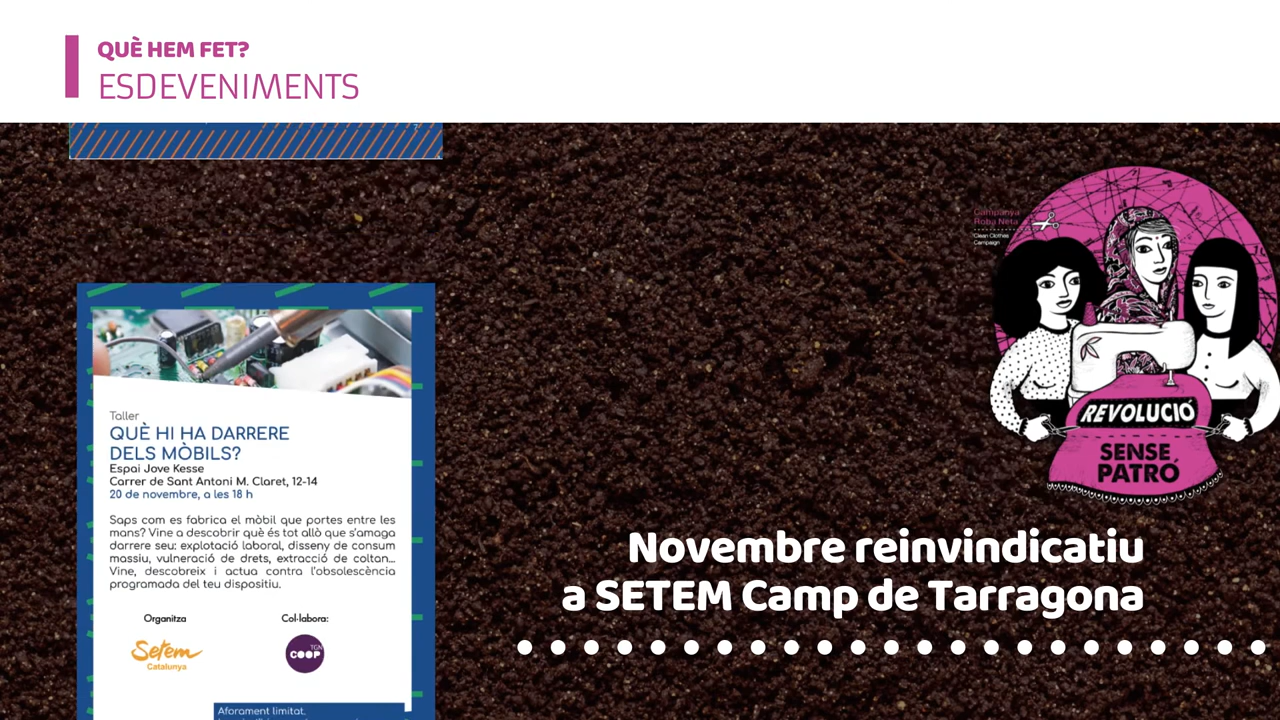 QUÈ HEM FET?
ESDEVENIMENTS
Campanya
Roba Neta
Clean Clothes
Campaign
REVOLUCIÓ
SENSE
PATRÓ
Taller
QUÈ HI HA DARRERE
DELS MÒBILS?
Espai Jove Kesse
Carrer de Sant Antoni M. Claret, 12-14
20 de novembre, a les 18 h
Saps com es fabrica el mòbil que portes entre les
mans? Vine a descobrir què és tot allò que s'amaga
darrere seu: explotació laboral, disseny de consum
massiu, vulneració de drets, extracció de coltan...
Vine, descobreix i actua contra l'obsolescència
programada del teu dispositiu.
Organitza
Col·labora:
Setem
Catalunya
TGN
COOP
Aforament limitat.
Novembre reinvindicatiu
a SETEM Camp de Tarragona